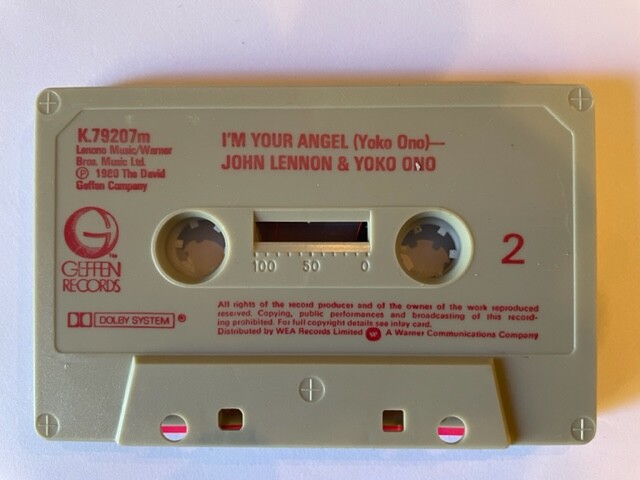 K.79207m
Lenono Music/Warner
Bros. Music Ltd.
Ⓟ 1980 The David
Geffen Company
I'M YOUR ANGEL (Yoko Ono)—
JOHN LENNON & YOKO ONO
G™
GEFFEN
RECORDS
100 50 0
2
DOLBY SYSTEM ®
All rights of the record producer and of the owner of the work reproduced
reserved. Copying, public performances and broadcasting of this record-
ing prohibited. For full copyright details see inlay card.
Distributed by WEA Records Limited W A Warner Communications Company